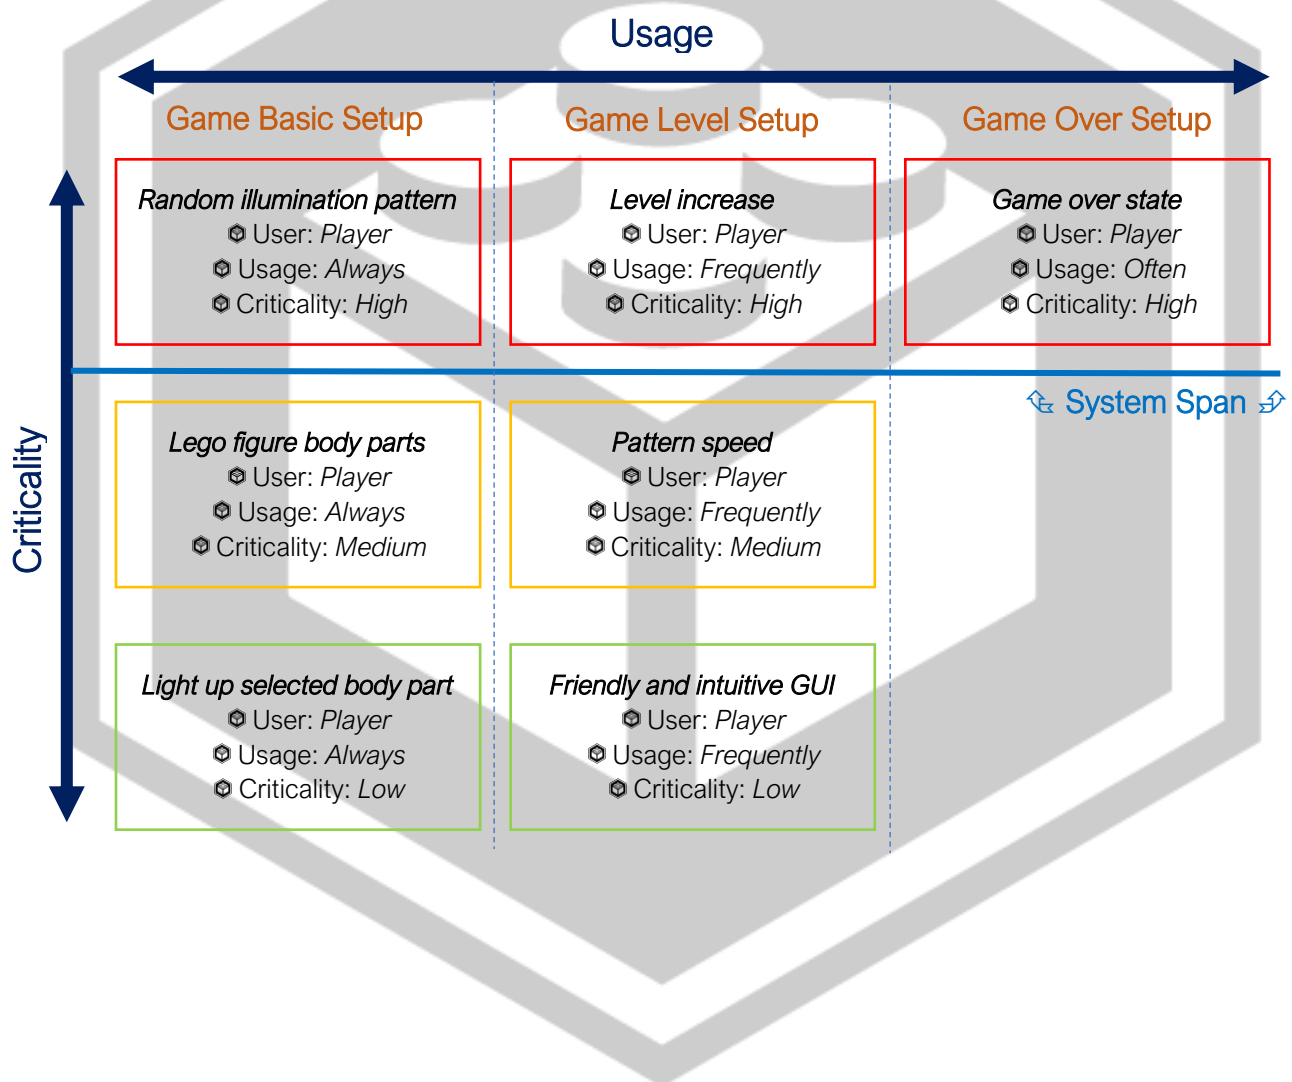 Usage
Game Basic Setup
Game Level Setup
Game Over Setup
Random illumination pattern
User: Player
Usage: Always
Criticality: High
Level increase
User: Player
Usage: Frequently
Criticality: High
Game over state
User: Player
Usage: Often
Criticality: High
System Span
Criticality
Lego figure body parts
User: Player
Usage: Always
Criticality: Medium
Pattern speed
User: Player
Usage: Frequently
Criticality: Medium
Light up selected body part
User: Player
Usage: Always
Criticality: Low
Friendly and intuitive GUI
User: Player
Usage: Frequently
Criticality: Low